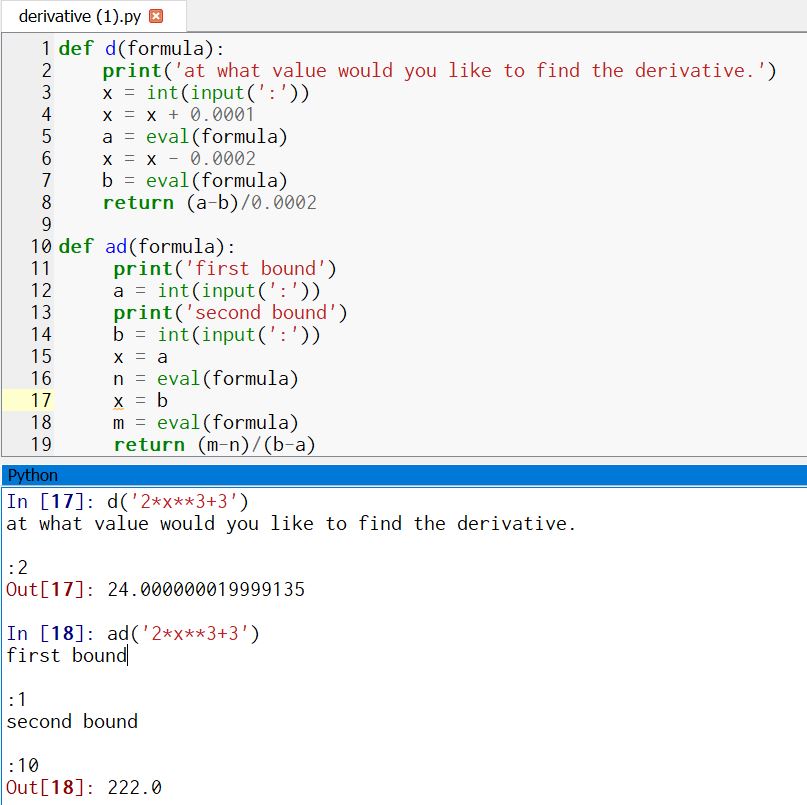 derivative (1).py
1 def d(formula):
2 print('at what value would you like to find the derivative.')
3 x = int(input(':'))
4 x = x + 0.0001
5 a = eval(formula)
6 x = x - 0.0002
7 b = eval(formula)
8 return (a-b)/0.0002
9
10 def ad(formula):
11 print('first bound')
12 a = int(input(':'))
13 print('second bound')
14 b = int(input(':'))
15 x = a
16 n = eval(formula)
17 x = b
18 m = eval(formula)
19 return (m-n)/(b-a)
Python
In [17]: d('2*x**3+3')
at what value would you like to find the derivative.
:2
Out[17]: 24.000000019999135
In [18]: ad('2*x**3+3')
first bound
:1
second bound
:10
Out[18]: 222.0